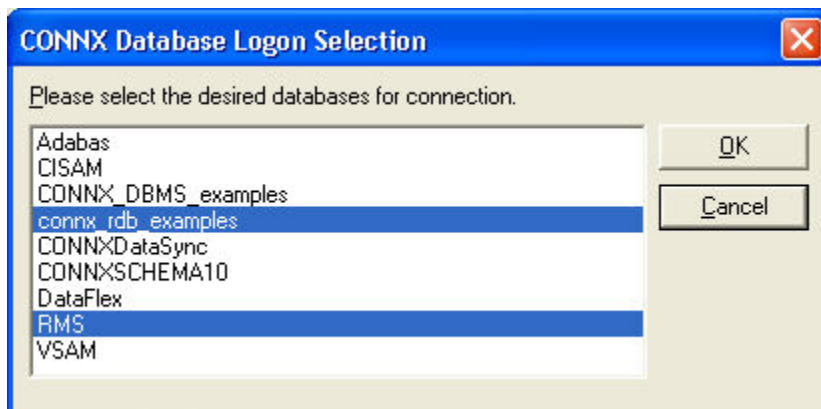 CONNX Database Logon Selection
Please select the desired databases for connection.
Adabas
CISAM
CONNX_DBMS_examples
connx_rdb_examples
CONNXDataSync
CONNXSCHEMA10
DataFlex
RMS
VSAM
OK
Cancel